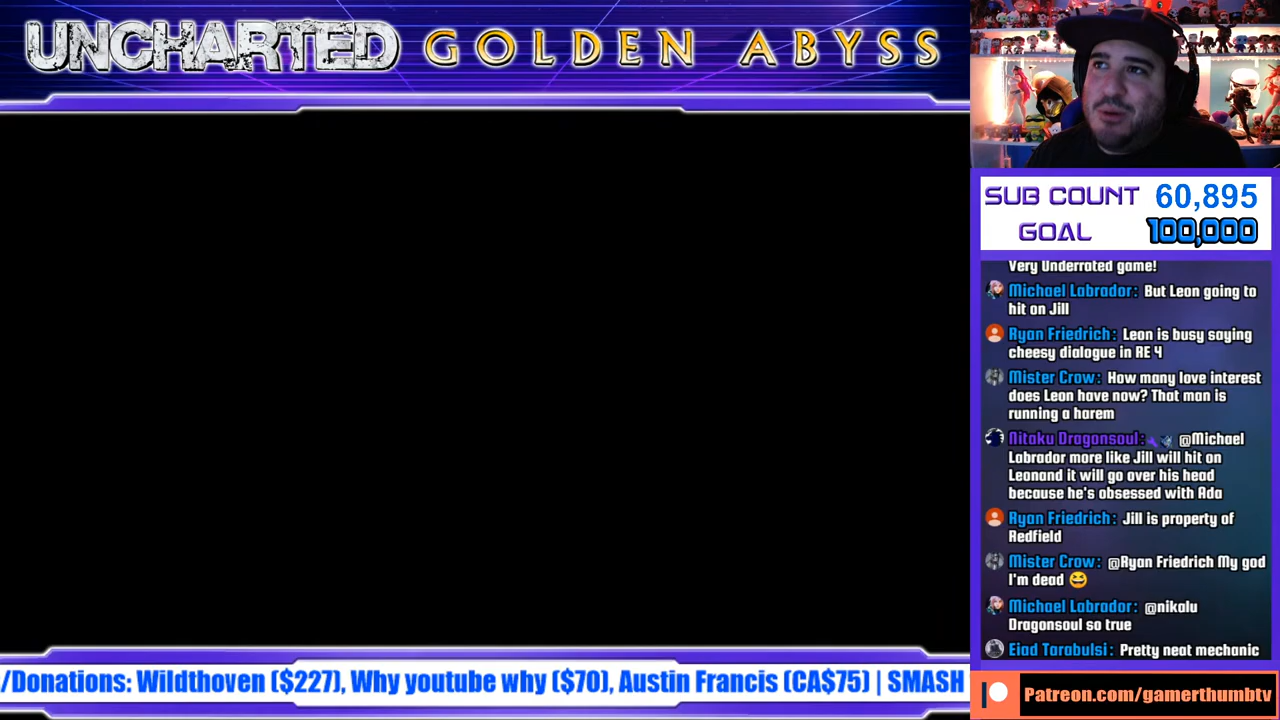 UNCHARTED GOLDEN ABYSS
SUB COUNT 60,895
GOAL 100,000
Very Underrated game!
Michael Labrador: But Leon going to
hit on Jill
Ryan Friedrich: Leon is busy saying
cheesy dialogue in RE 4
Mister Crow: How many love interest
does Leon have now? That man is
running a harem
Nitaku Dragonsoul: @Michael
Labrador more like Jill will hit on
Leonand it will go over his head
because he's obsessed with Ada
Ryan Friedrich: Jill is property of
Redfield
Mister Crow: @Ryan Friedrich My god
I'm dead 😆
Michael Labrador: @nikalu
Dragonsoul so true
Eiad Tarabulsi: Pretty neat mechanic
/Donations: Wildthoven ($227), Why youtube why ($70), Austin Francis (CA$75) | SMASH
Patreon.com/gamerthumbtv